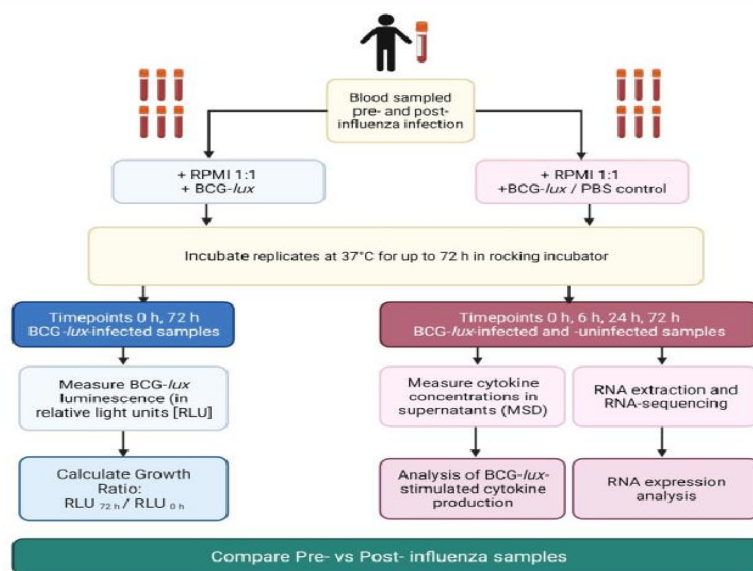 Blood sampled
pre- and post-
influenza infection
+ RPMI 1:1
+ BCG-lux
+ RPMI 1:1
+BCG-lux / PBS control
Incubate replicates at 37°C for up to 72 h in rocking incubator
Timepoints 0 h, 72 h
BCG-lux-infected samples
Timepoints 0 h, 6 h, 24 h, 72 h
BCG-lux-infected and -uninfected samples
Measure BCG-lux
luminescence (in
relative light units [RLU]
Measure cytokine
concentrations in
supernatants (MSD)
RNA extraction and
RNA-sequencing
Calculate Growth
Ratio:
RLU 72 h / RLU 0 h
Analysis of BCG-lux-
stimulated cytokine
production
RNA expression
analysis
Compare Pre- vs Post- influenza samples